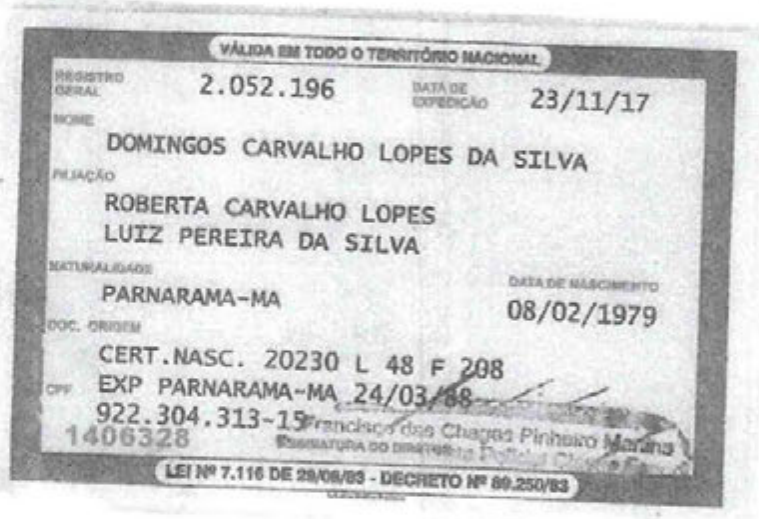 VÁLIDA EM TODO O TERRITÓRIO NACIONAL
REGISTRO GERAL 2.052.196 DATA DE EXPEDIÇÃO 23/11/17
NOME
DOMINGOS CARVALHO LOPES DA SILVA
FILIAÇÃO
ROBERTA CARVALHO LOPES
LUIZ PEREIRA DA SILVA
NATURALIDADE DATA DE NASCIMENTO
PARNARAMA-MA 08/02/1979
DOC. ORIGEM
CERT.NASC. 20230 L 48 F 208
EXP PARNARAMA-MA 24/03/88
CPF 922.304.313-15
Francisco das Chagas Pinheiro Martins
1406328 ASSINATURA DO DIRETOR
LEI Nº 7.116 DE 29/08/83 - DECRETO Nº 89.250/83